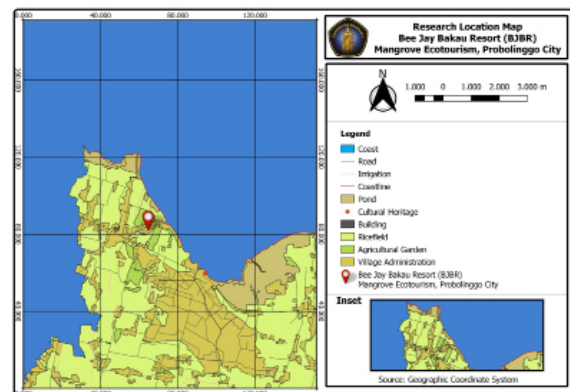 40.000
80.000
120.000
Research Location Map
Bee Jay Bakau Resort (BJBR)
Mangrove Ecotourism, Probolinggo City
N
1.000 0 1.000 2.000 3.000 m
Legend
Coast
Road
Irrigation
Coastline
Pond
Cultural Heritage
Building
Ricefield
Agricultural Garden
Village Administration
Bee Jay Bakau Resort (BJBR)
Mangrove Ecotourism, Probolinggo City
Inset
Source: Geographic Coordinate System